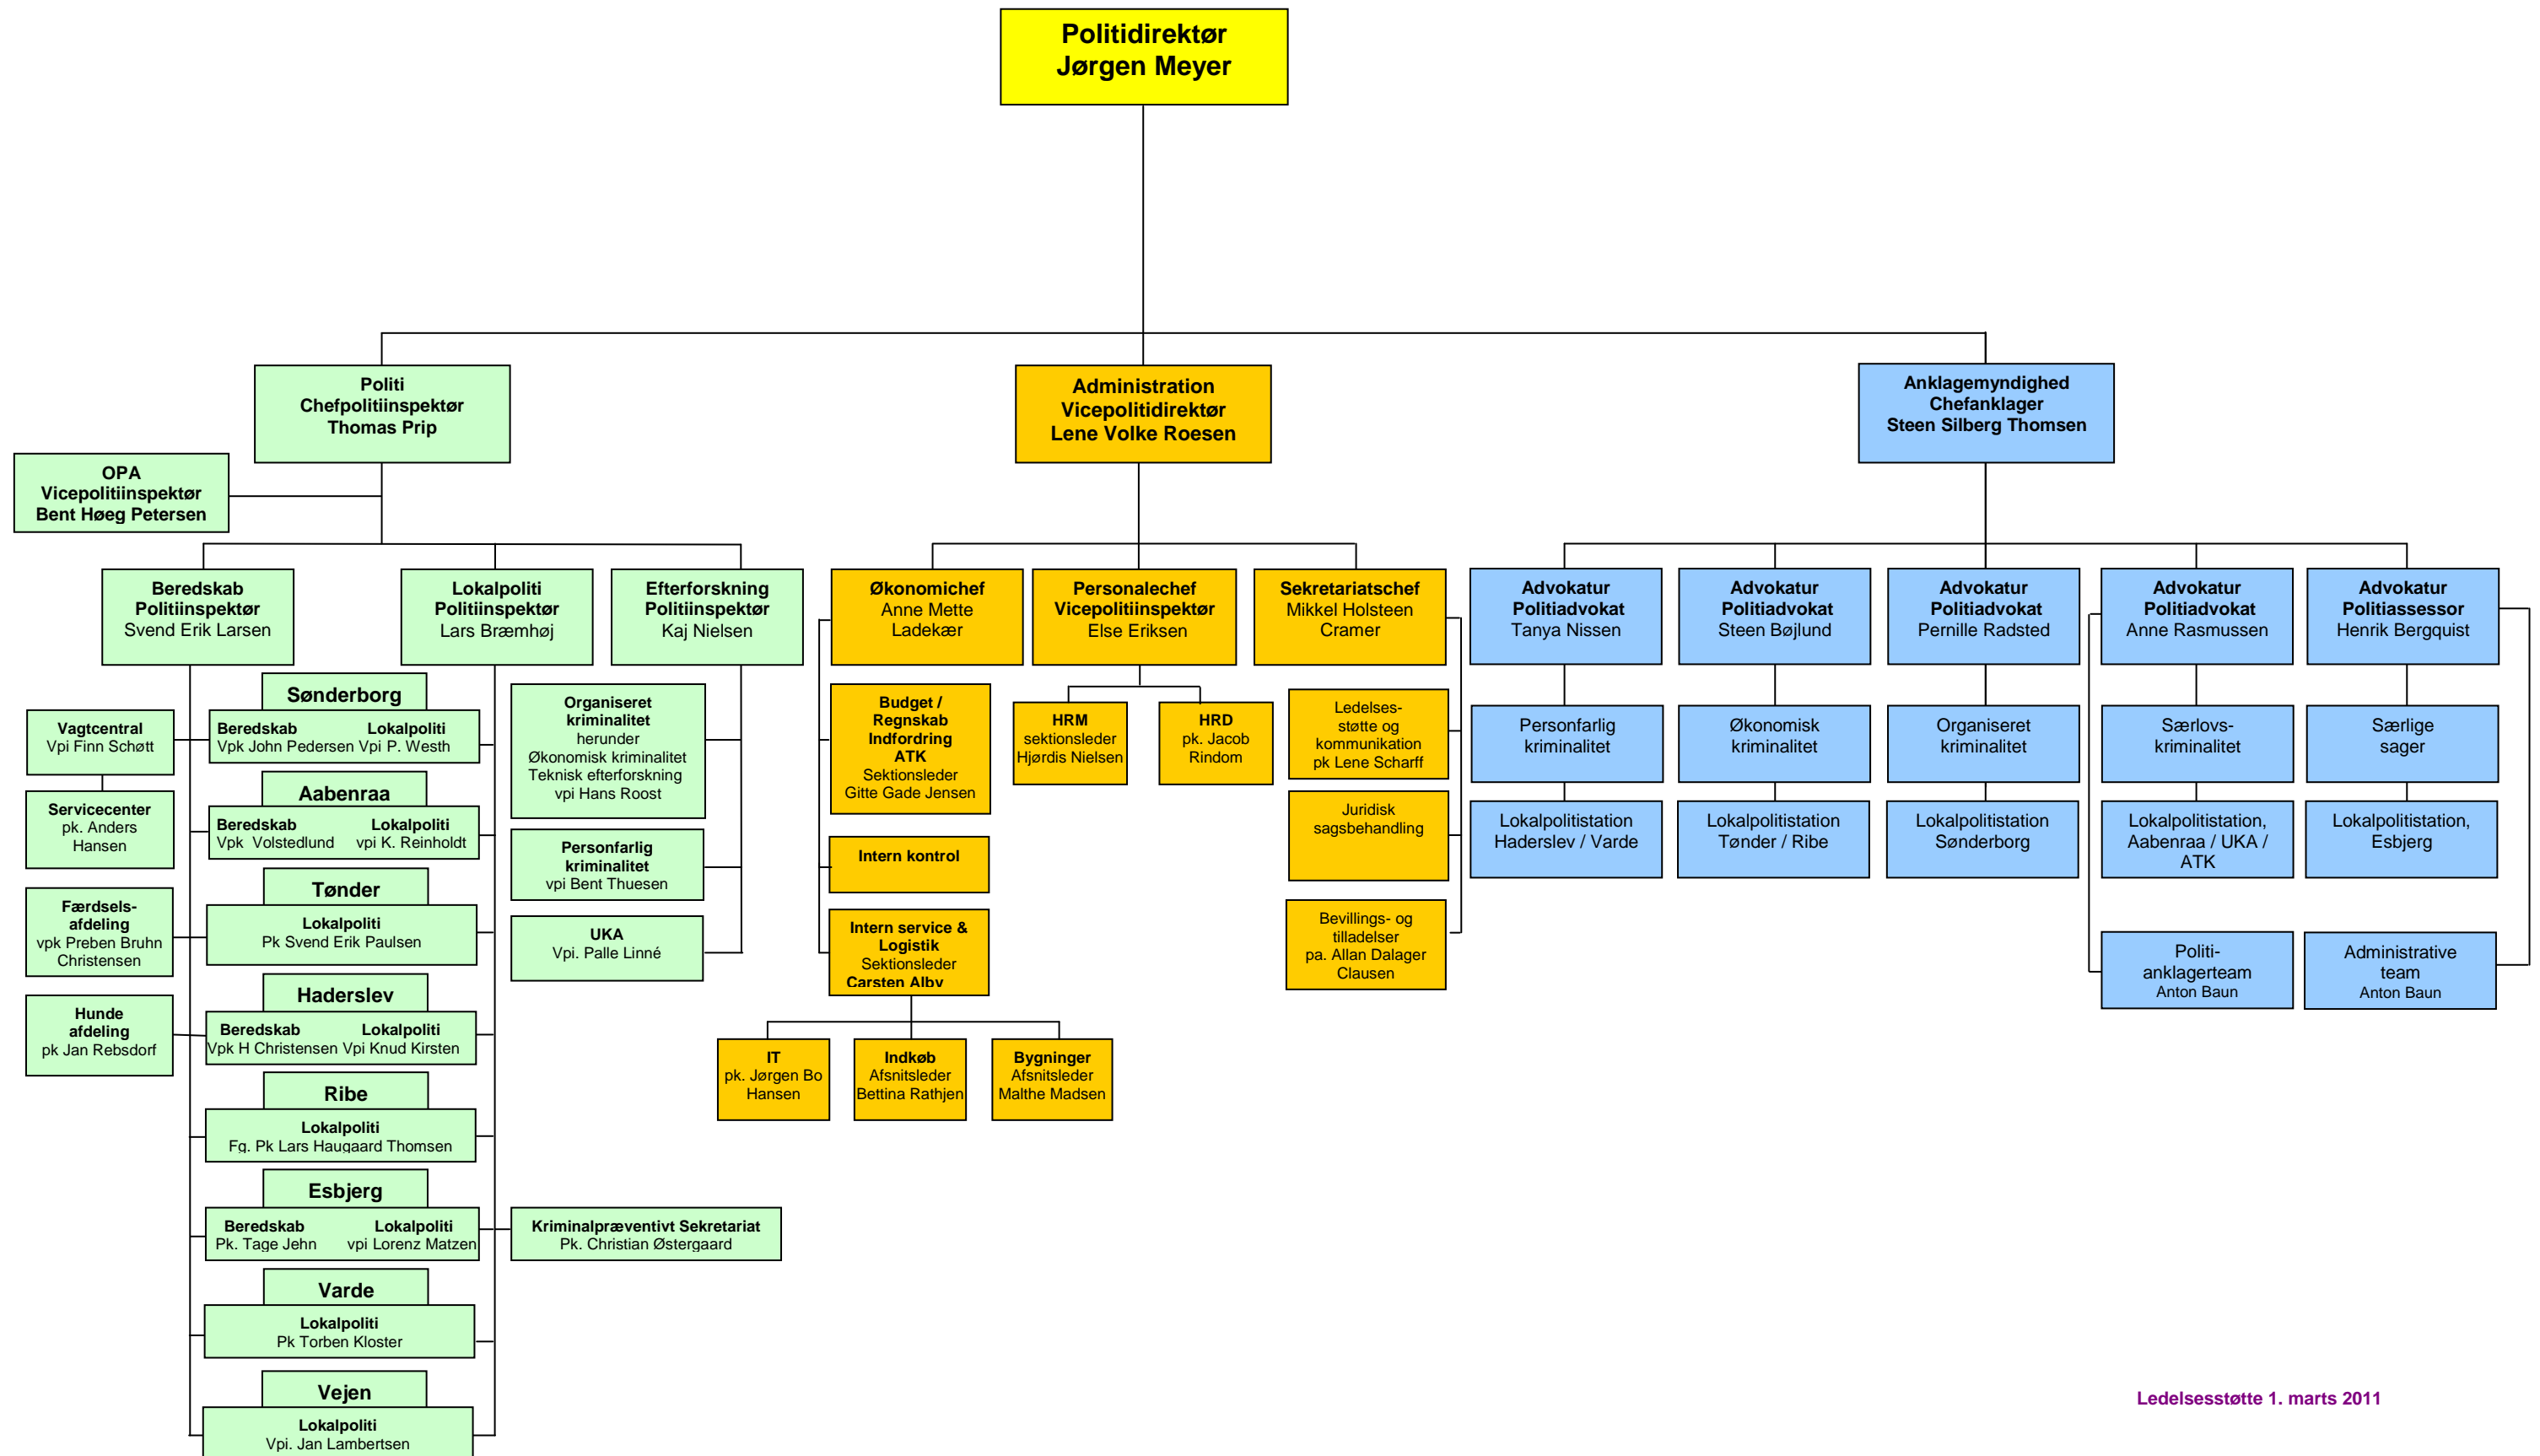 Politidirektør
Jørgen Meyer
Politi
Chefpolitiinspektør
Thomas Prip
Administration
Vicepolitidirektør
Lene Volke Roesen
Anklagemyndighed
Chefanklager
Steen Silberg Thomsen
OPA
Vicepolitiinspektør
Bent Høeg Petersen
Beredskab
Politiinspektør
Svend Erik Larsen
Lokalpoliti
Politiinspektør
Lars Bræmhøj
Efterforskning
Politiinspektør
Kaj Nielsen
Økonomichef
Anne Mette
Ladekær
Personalechef
Vicepolitiinspektør
Else Eriksen
Sekretariatschef
Mikkel Holsteen
Cramer
Advokatur
Politiadvokat
Tanya Nissen
Advokatur
Politiadvokat
Steen Bøjlund
Advokatur
Politiadvokat
Pernille Radsted
Advokatur
Politiadvokat
Anne Rasmussen
Advokatur
Politiassessor
Henrik Bergquist
Vagtcentral
Vpi Finn Schøtt
Servicecenter
pk. Anders
Hansen
Færdsels-
afdeling
vpk Preben Bruhn
Christensen
Hunde
afdeling
pk Jan Rebsdorf
Sønderborg
Beredskab Lokalpoliti
Vpk John Pedersen Vpi P. Westh
Aabenraa
Beredskab Lokalpoliti
Vpk Volstedlund vpi K. Reinholdt
Tønder
Lokalpoliti
Pk Svend Erik Paulsen
Haderslev
Beredskab Lokalpoliti
Vpk H Christensen Vpi Knud Kirsten
Ribe
Lokalpoliti
Fg. Pk Lars Haugaard Thomsen
Esbjerg
Beredskab Lokalpoliti
Pk. Tage Jehn vpi Lorenz Matzen
Varde
Lokalpoliti
Pk Torben Kloster
Vejen
Lokalpoliti
Vpi. Jan Lambertsen
Organiseret
kriminalitet
herunder
Økonomisk kriminalitet
Teknisk efterforskning
vpi Hans Roost
Personfarlig
kriminalitet
vpi Bent Thuesen
UKA
Vpi. Palle Linné
Kriminalpræventivt Sekretariat
Pk. Christian Østergaard
Budget /
Regnskab
Indfordring
ATK
Sektionsleder
Gitte Gade Jensen
Intern kontrol
Intern service &
Logistik
Sektionsleder
Carsten Alby
IT
pk. Jørgen Bo
Hansen
Indkøb
Afsnitsleder
Bettina Rathjen
Bygninger
Afsnitsleder
Malthe Madsen
HRM
sektionsleder
Hjørdis Nielsen
HRD
pk. Jacob
Rindom
Ledelses-
støtte og
kommunikation
pk Lene Scharff
Juridisk
sagsbehandling
Bevillings- og
tilladelser
pa. Allan Dalager
Clausen
Personfarlig
kriminalitet
Lokalpolitistation
Haderslev / Varde
Økonomisk
kriminalitet
Lokalpolitistation
Tønder / Ribe
Organiseret
kriminalitet
Lokalpolitistation
Sønderborg
Særlovs-
kriminalitet
Lokalpolitistation,
Aabenraa / UKA /
ATK
Politi-
anklagerteam
Anton Baun
Særlige
sager
Lokalpolitistation,
Esbjerg
Administrative
team
Anton Baun
Ledelsesstøtte 1. marts 2011